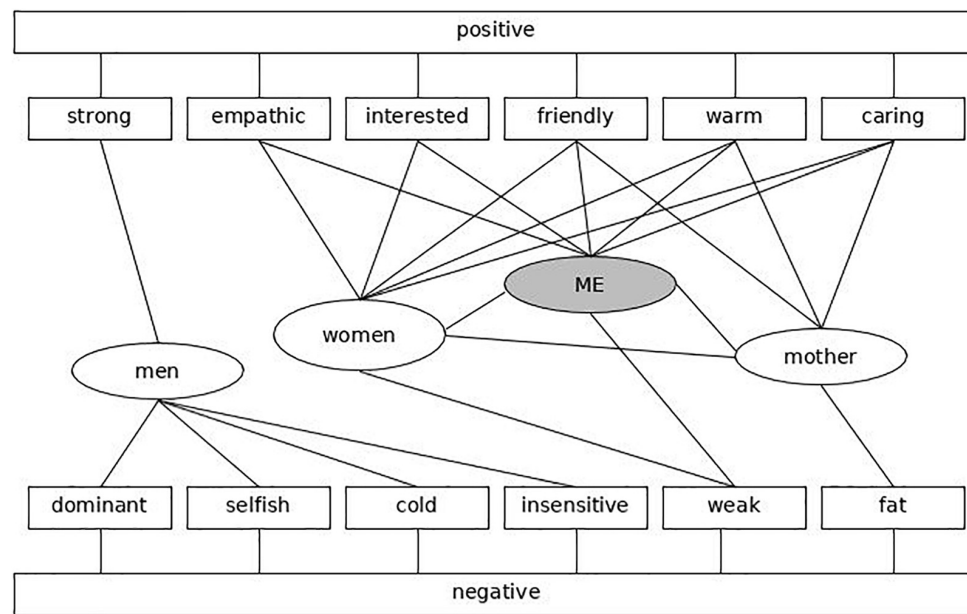 positive
strong
empathic
interested
friendly
warm
caring
ME
women
mother
men
dominant
selfish
cold
insensitive
weak
fat
negative